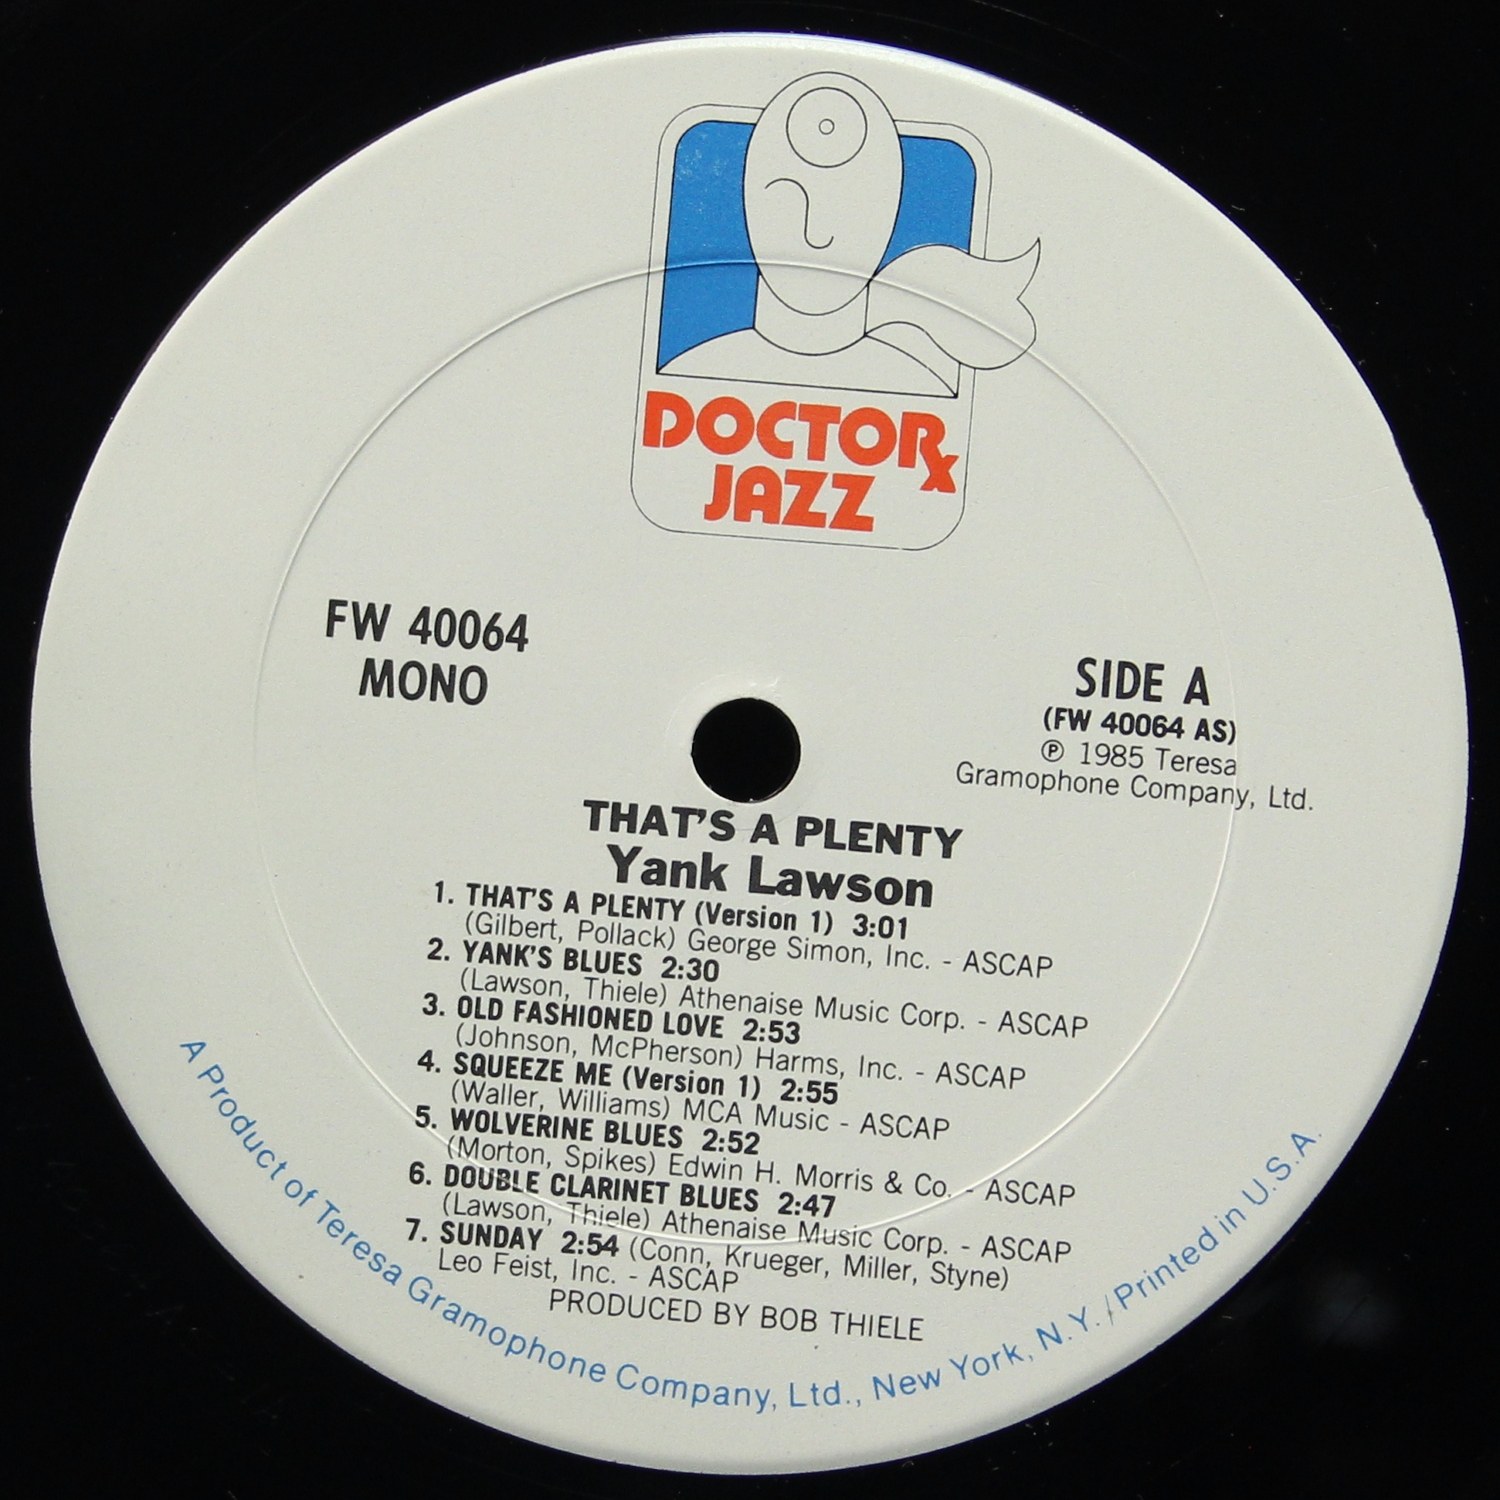 DOCTORx
JAZZ
FW 40064
MONO
SIDE A
(FW 40064 AS)
℗ 1985 Teresa
Gramophone Company, Ltd.
THAT'S A PLENTY
Yank Lawson
1. THAT'S A PLENTY (Version 1) 3:01
(Gilbert, Pollack) George Simon, Inc. - ASCAP
2. YANK'S BLUES 2:30
(Lawson, Thiele) Athenaise Music Corp. - ASCAP
3. OLD FASHIONED LOVE 2:53
(Johnson, McPherson) Harms, Inc. - ASCAP
4. SQUEEZE ME (Version 1) 2:55
(Waller, Williams) MCA Music - ASCAP
5. WOLVERINE BLUES 2:52
(Morton, Spikes) Edwin H. Morris & Co. - ASCAP
6. DOUBLE CLARINET BLUES 2:47
(Lawson, Thiele) Athenaise Music Corp. - ASCAP
7. SUNDAY 2:54 (Conn, Krueger, Miller, Styne)
Leo Feist, Inc. - ASCAP
PRODUCED BY BOB THIELE
A Product of Teresa Gramophone Company, Ltd., New York, N.Y. / Printed in U.S.A.